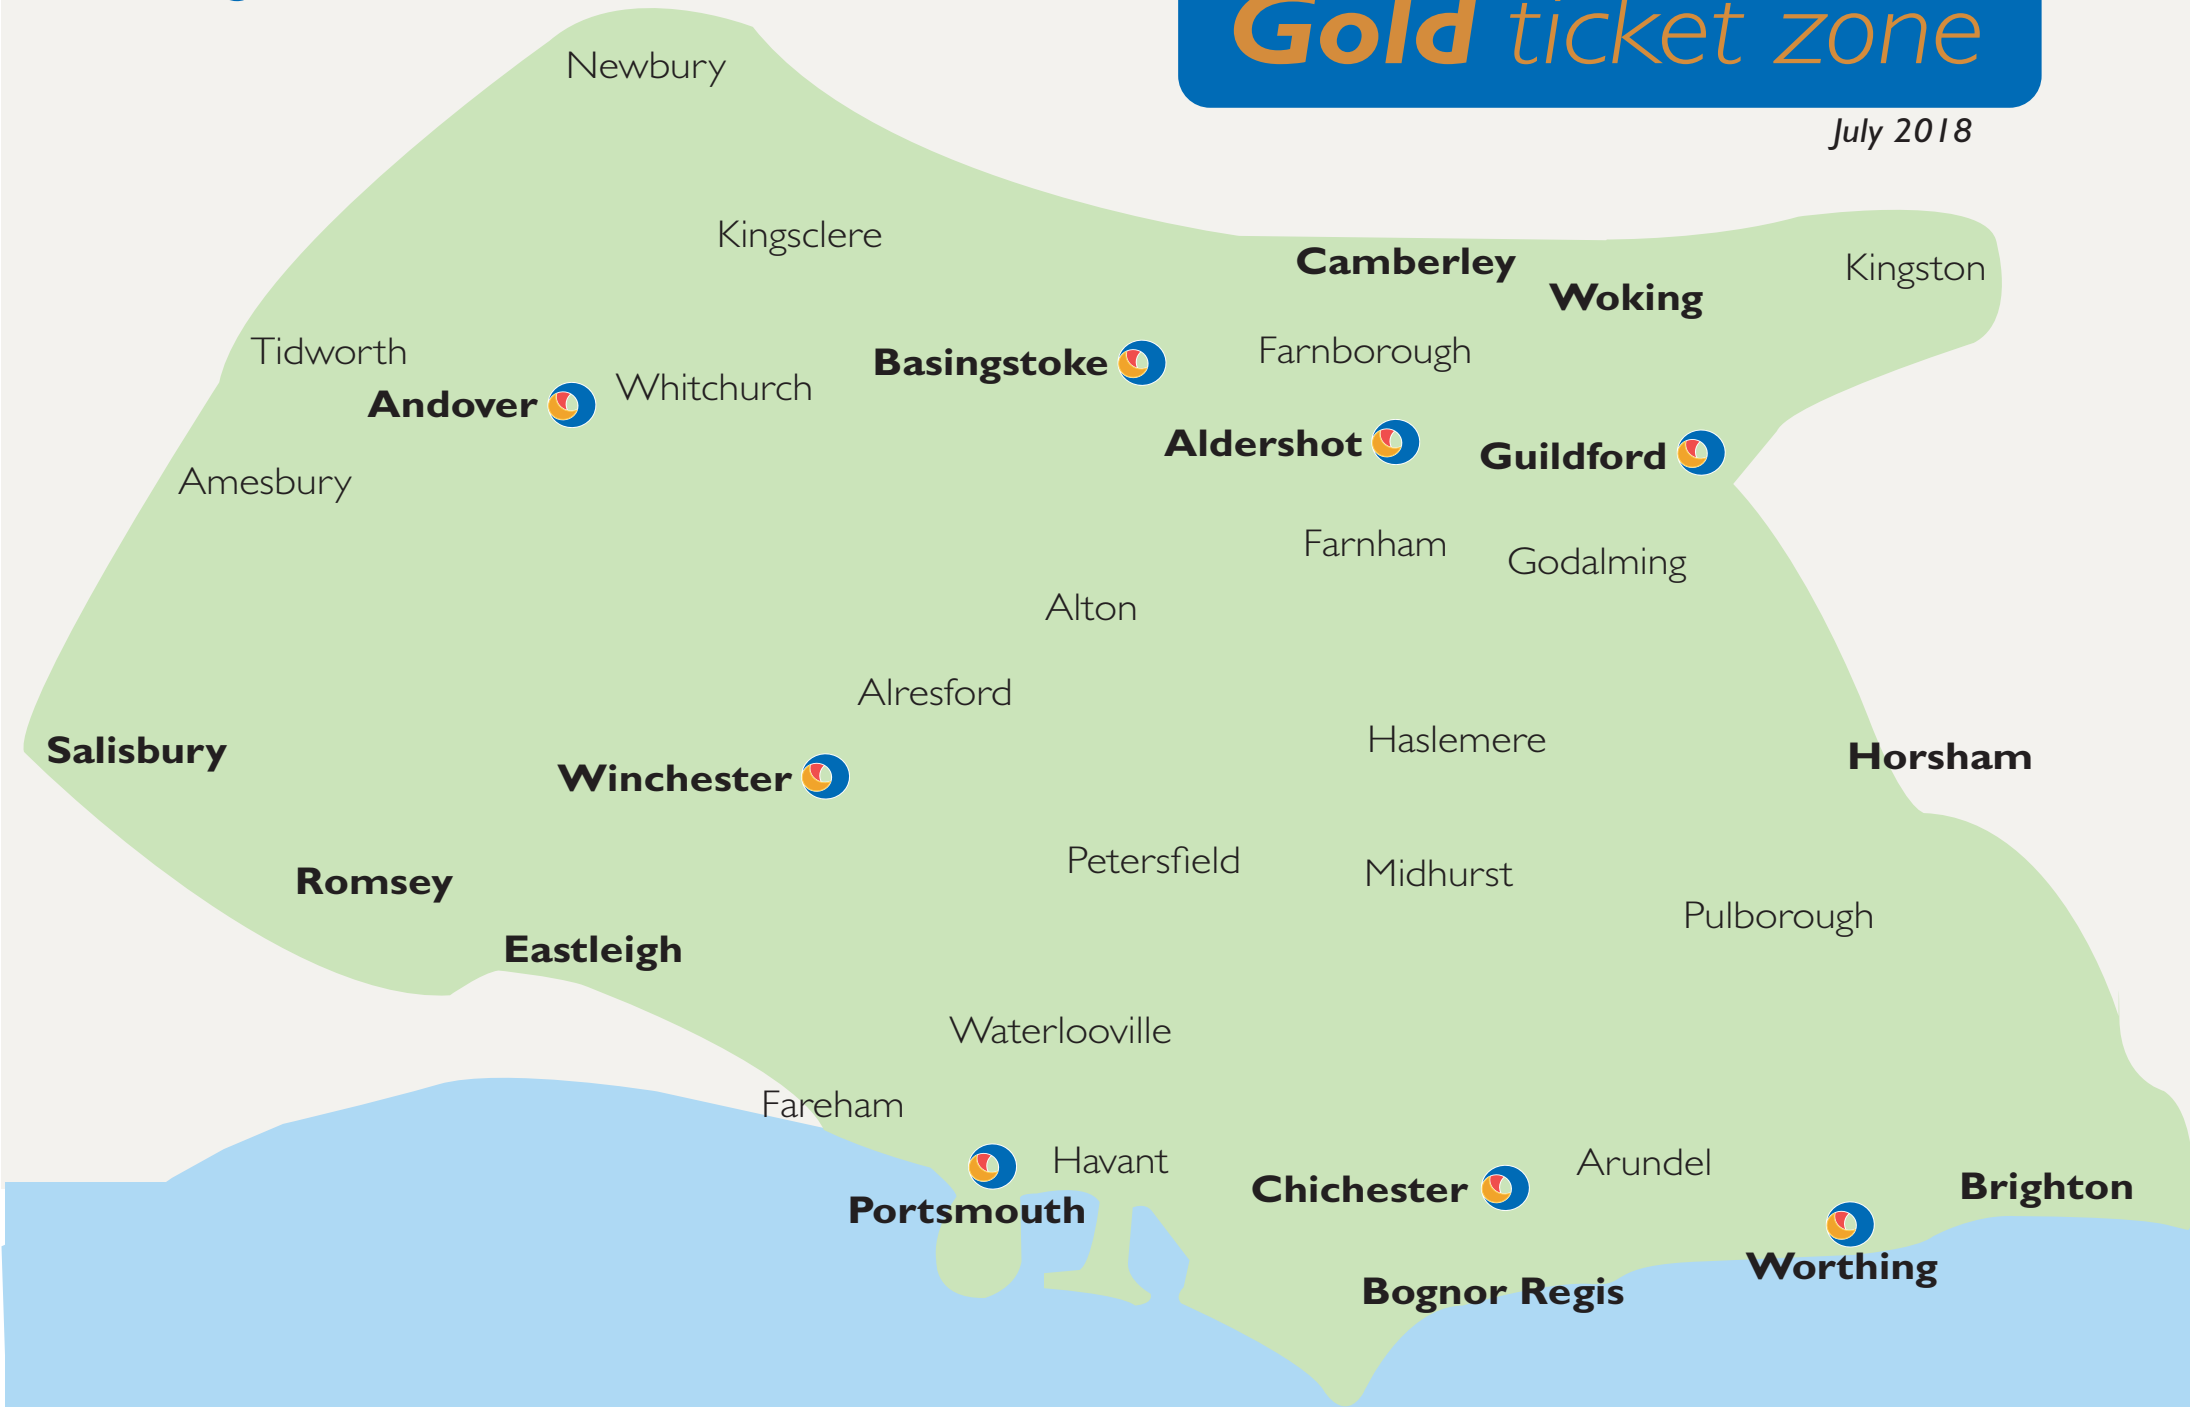 Gold ticket zone
July 2018
Newbury
Kingsclere
Camberley
Kingston
Woking
Tidworth
Basingstoke
Farnborough
Andover
Whitchurch
Aldershot
Guildford
Amesbury
Farnham
Godalming
Alton
Alresford
Haslemere
Salisbury
Horsham
Winchester
Petersfield
Midhurst
Romsey
Pulborough
Eastleigh
Waterlooville
Fareham
Havant
Arundel
Chichester
Brighton
Portsmouth
Worthing
Bognor Regis